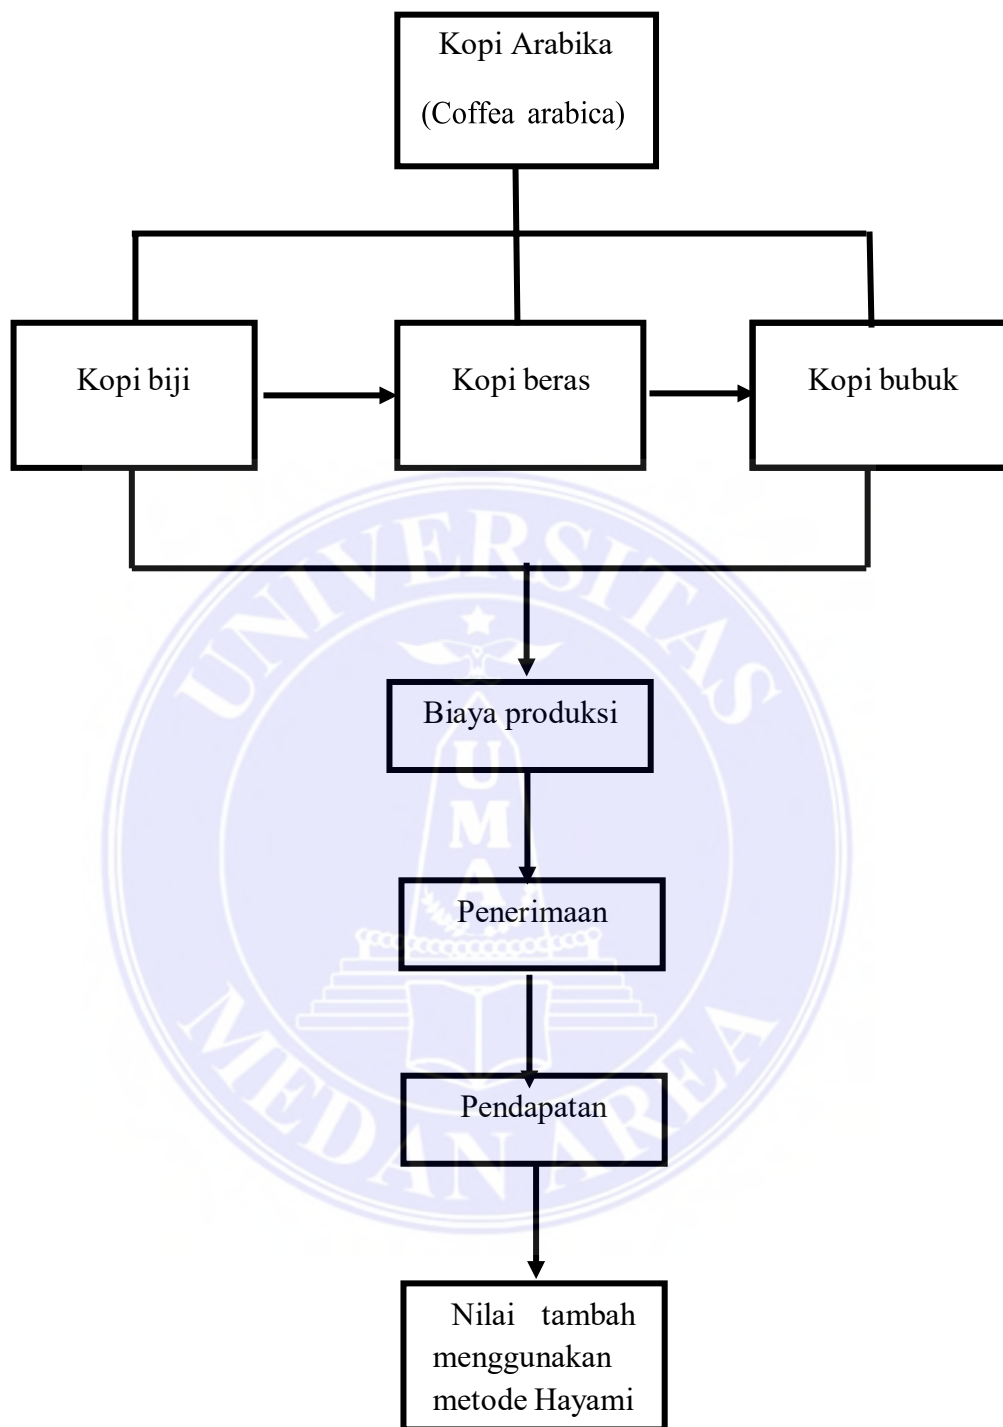 Kopi Arabika
(Coffea arabica)
Kopi biji
Kopi beras
Kopi bubuk
UNIVERSITAS
Biaya produksi
U
M
A
Penerimaan
Pendapatan
MEDAN AREA
Nilai tambah
menggunakan
metode Hayami